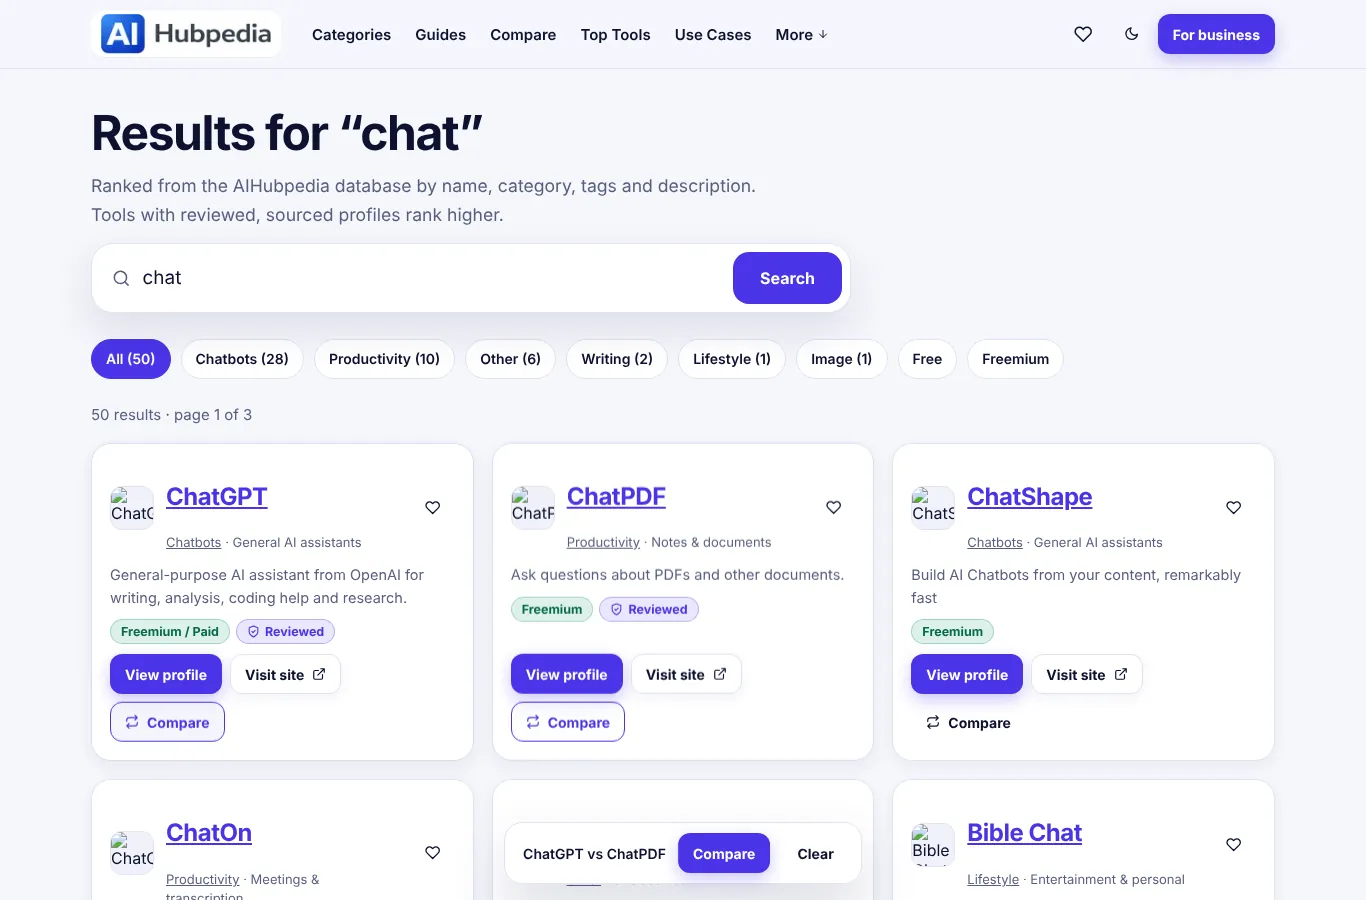 AI Hubpedia
Categories
Guides
Compare
Top Tools
Use Cases
More
For business
Results for “chat”
Ranked from the AIHubpedia database by name, category, tags and description.
Tools with reviewed, sourced profiles rank higher.
chat
Search
All (50)
Chatbots (28)
Productivity (10)
Other (6)
Writing (2)
Lifestyle (1)
Image (1)
Free
Freemium
50 results · page 1 of 3
ChatG
ChatGPT
Chatbots · General AI assistants
General-purpose AI assistant from OpenAI for
writing, analysis, coding help and research.
Freemium / Paid
Reviewed
View profile
Visit site
Compare
ChatP
ChatPDF
Productivity · Notes & documents
Ask questions about PDFs and other documents.
Freemium
Reviewed
View profile
Visit site
Compare
ChatS
ChatShape
Chatbots · General AI assistants
Build AI Chatbots from your content, remarkably
fast
Freemium
View profile
Visit site
Compare
ChatO
ChatOn
Productivity · Meetings &
transcription
ChatGPT vs ChatPDF
Compare
Clear
Bible
Bible Chat
Lifestyle · Entertainment & personal